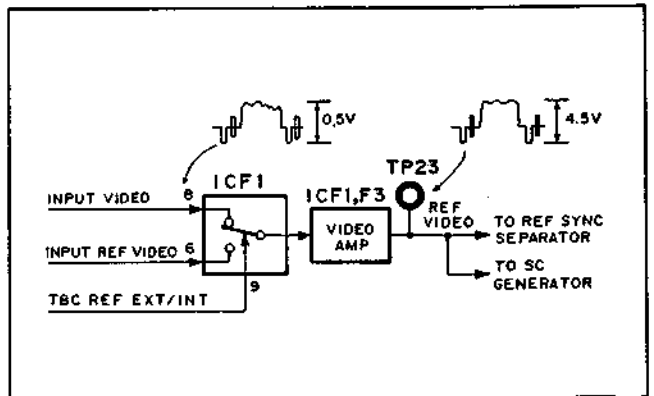 0.5V
4.5V
TP23
ICF1
ICF1,F3
INPUT VIDEO
8
REF
VIDEO
VIDEO
AMP
TO REF SYNC
SEPARATOR
INPUT REF VIDEO 6
TO SC
GENERATOR
9
TBC REF EXT/INT